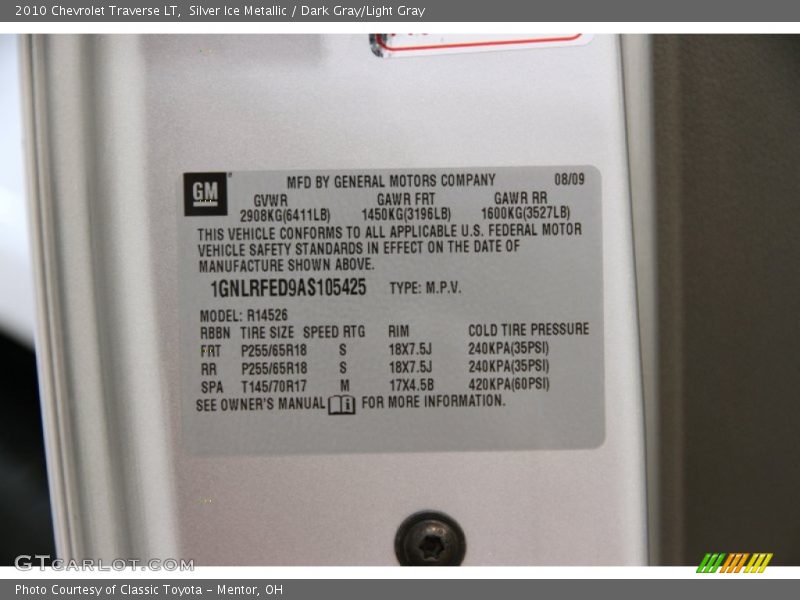 2010 Chevrolet Traverse LT, Silver Ice Metallic / Dark Gray/Light Gray
GM
MFD BY GENERAL MOTORS COMPANY 08/09
GVWR GAWR FRT GAWR RR
2908KG(6411LB) 1450KG(3196LB) 1600KG(3527LB)
THIS VEHICLE CONFORMS TO ALL APPLICABLE U.S. FEDERAL MOTOR
VEHICLE SAFETY STANDARDS IN EFFECT ON THE DATE OF
MANUFACTURE SHOWN ABOVE.
1GNLRFED9AS105425 TYPE: M.P.V.
MODEL: R14526
RBBN TIRE SIZE SPEED RTG RIM COLD TIRE PRESSURE
FRT P255/65R18 S 18X7.5J 240KPA(35PSI)
RR P255/65R18 S 18X7.5J 240KPA(35PSI)
SPA T145/70R17 M 17X4.5B 420KPA(60PSI)
SEE OWNER'S MANUAL FOR MORE INFORMATION.
GTCARLOT.COM
Photo Courtesy of Classic Toyota - Mentor, OH